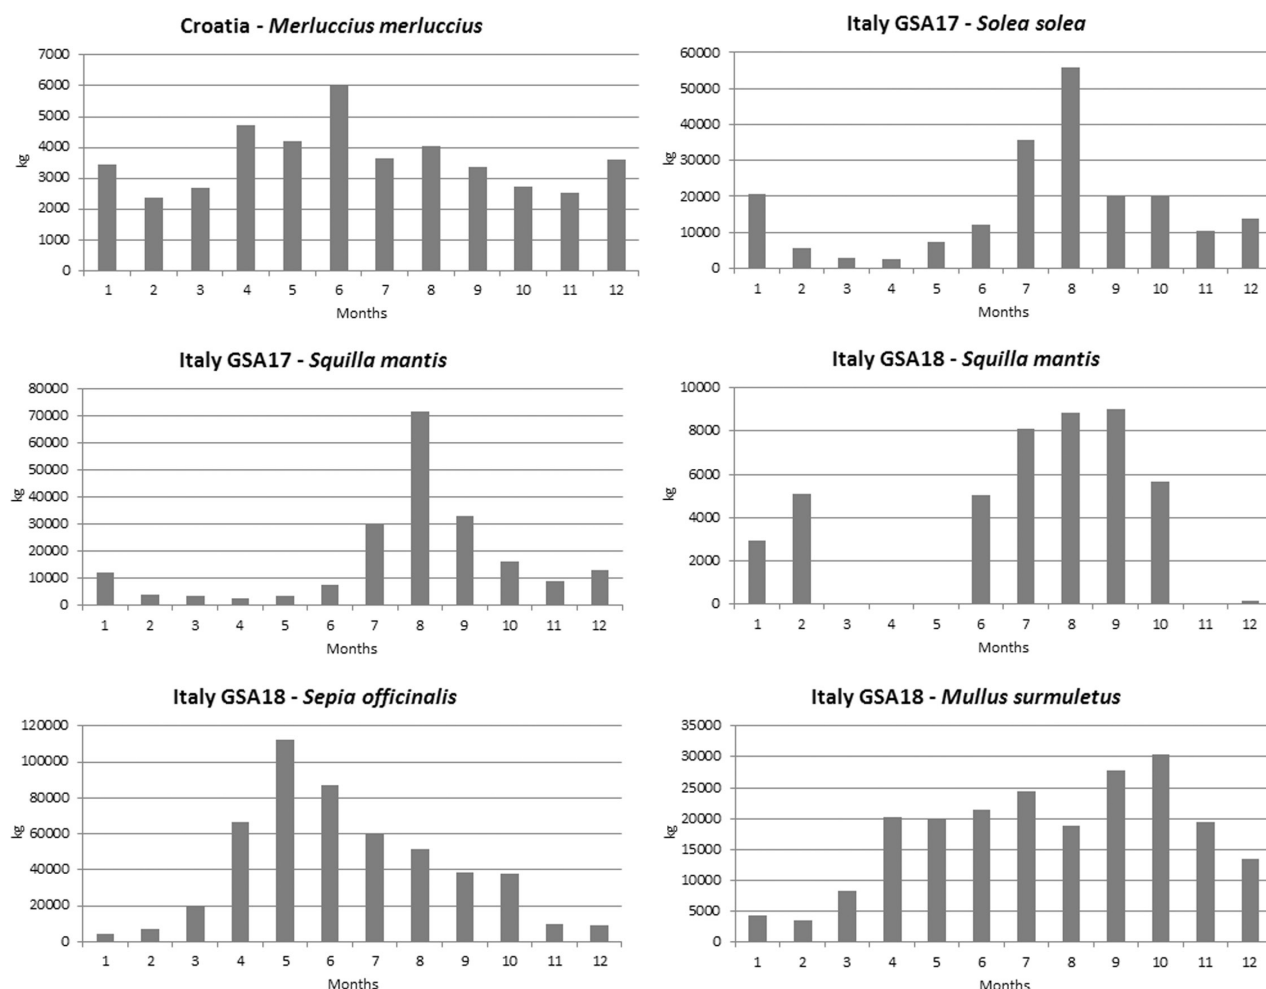 Croatia - Merluccius merluccius
7000
6000
5000
4000
3000
2000
1000
0
kg
1 2 3 4 5 6 7 8 9 10 11 12
Months
Italy GSA17 - Solea solea
60000
50000
40000
30000
20000
10000
0
kg
1 2 3 4 5 6 7 8 9 10 11 12
Months
Italy GSA17 - Squilla mantis
80000
70000
60000
50000
40000
30000
20000
10000
0
kg
1 2 3 4 5 6 7 8 9 10 11 12
Months
Italy GSA18 - Squilla mantis
10000
8000
6000
4000
2000
0
kg
1 2 3 4 5 6 7 8 9 10 11 12
Months
Italy GSA18 - Sepia officinalis
120000
100000
80000
60000
40000
20000
0
kg
1 2 3 4 5 6 7 8 9 10 11 12
Months
Italy GSA18 - Mullus surmuletus
35000
30000
25000
20000
15000
10000
5000
0
kg
1 2 3 4 5 6 7 8 9 10 11 12
Months